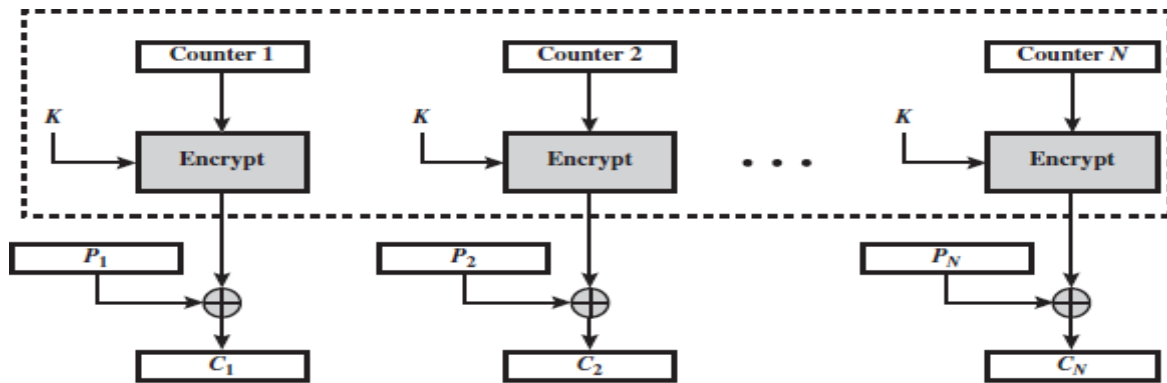 Counter 1 Counter 2 Counter N
K K K
Encrypt Encrypt • • • Encrypt
P1 P2 PN
C1 C2 CN